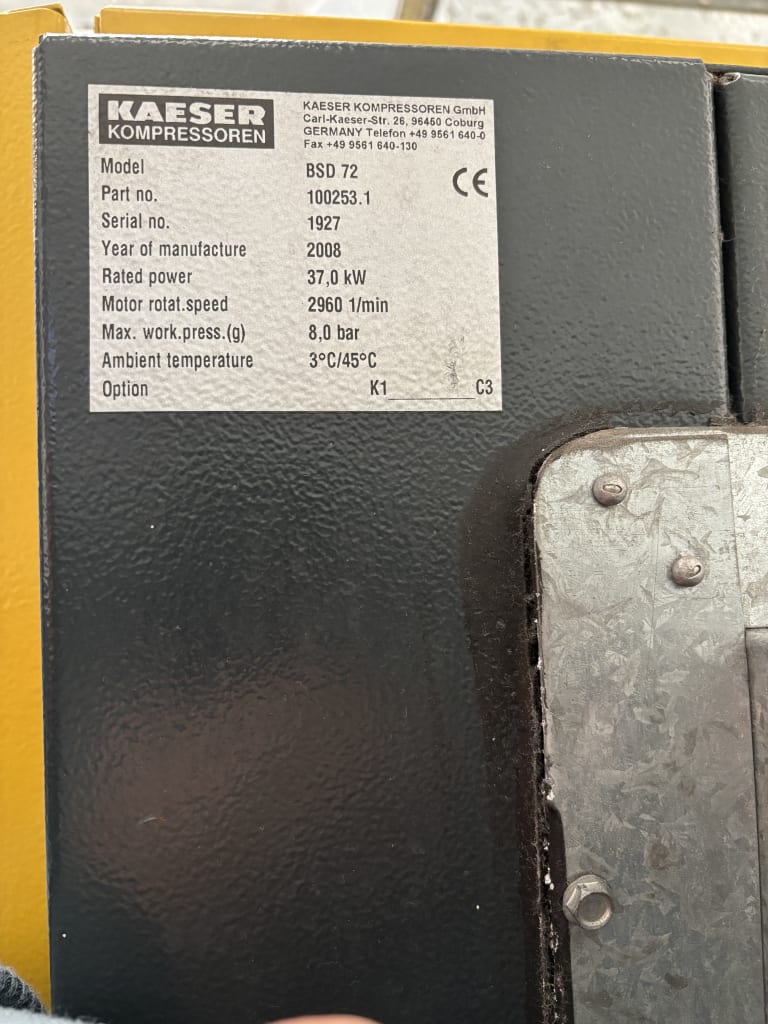 KAESER
KOMPRESSOREN
KAESER KOMPRESSOREN GmbH
Carl-Kaeser-Str. 26, 96450 Coburg
GERMANY Telefon +49 9561 640-0
Fax +49 9561 640-130
CE
Model BSD 72
Part no. 100253.1
Serial no. 1927
Year of manufacture 2008
Rated power 37,0 kW
Motor rotat.speed 2960 1/min
Max. work.press.(g) 8,0 bar
Ambient temperature 3°C/45°C
Option K1__________C3